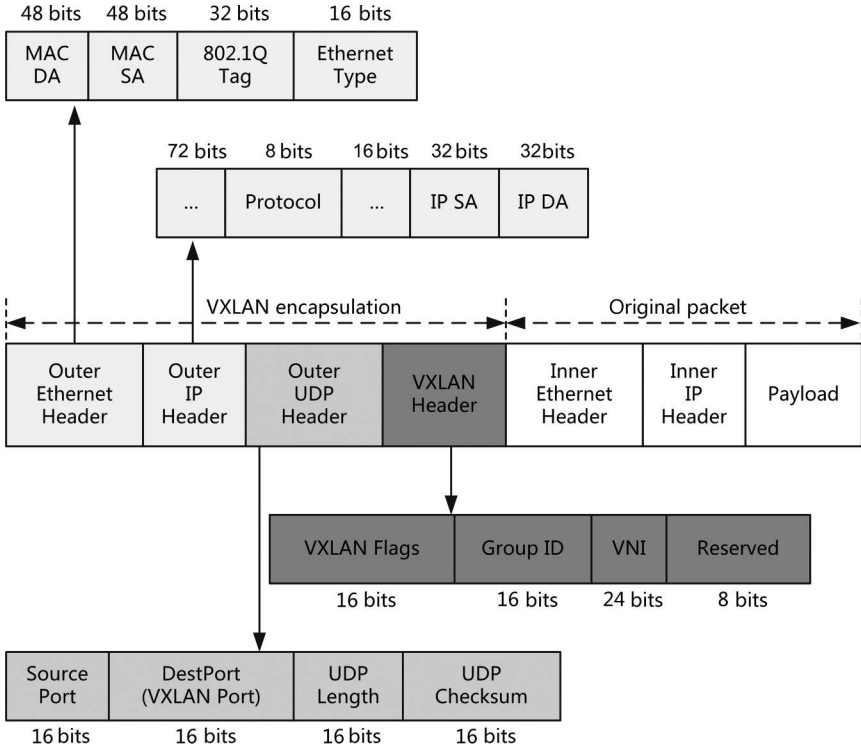 48 bits 48 bits 32 bits 16 bits
MAC DA MAC SA 802.1Q Tag Ethernet Type
72 bits 8 bits 16 bits 32 bits 32bits
... Protocol ... IP SA IP DA
VXLAN encapsulation Original packet
Outer Ethernet Header Outer IP Header Outer UDP Header VXLAN Header Inner Ethernet Header Inner IP Header Payload
VXLAN Flags Group ID VNI Reserved
16 bits 16 bits 24 bits 8 bits
Source Port DestPort (VXLAN Port) UDP Length UDP Checksum
16 bits 16 bits 16 bits 16 bits